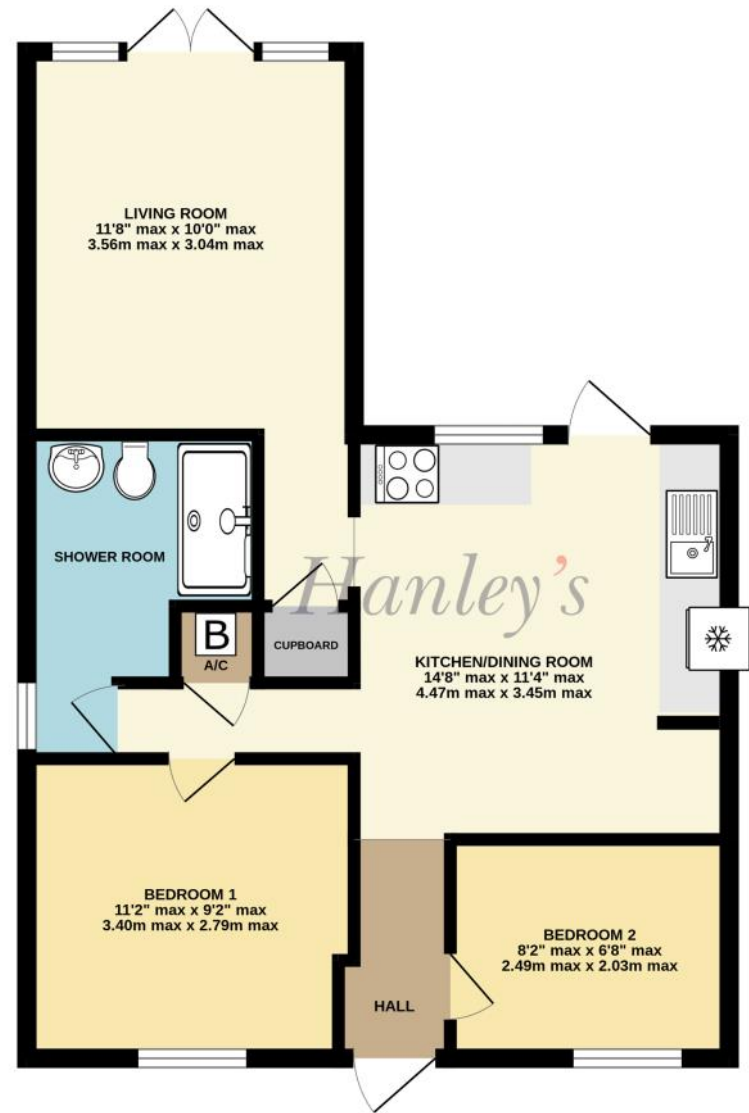 LIVING ROOM
11'8" max x 10'0" max
3.56m max x 3.04m max
SHOWER ROOM
Hanley's
B
A/C
CUPBOARD
KITCHEN/DINING ROOM
14'8" max x 11'4" max
4.47m max x 3.45m max
BEDROOM 1
11'2" max x 9'2" max
3.40m max x 2.79m max
BEDROOM 2
8'2" max x 6'8" max
2.49m max x 2.03m max
HALL